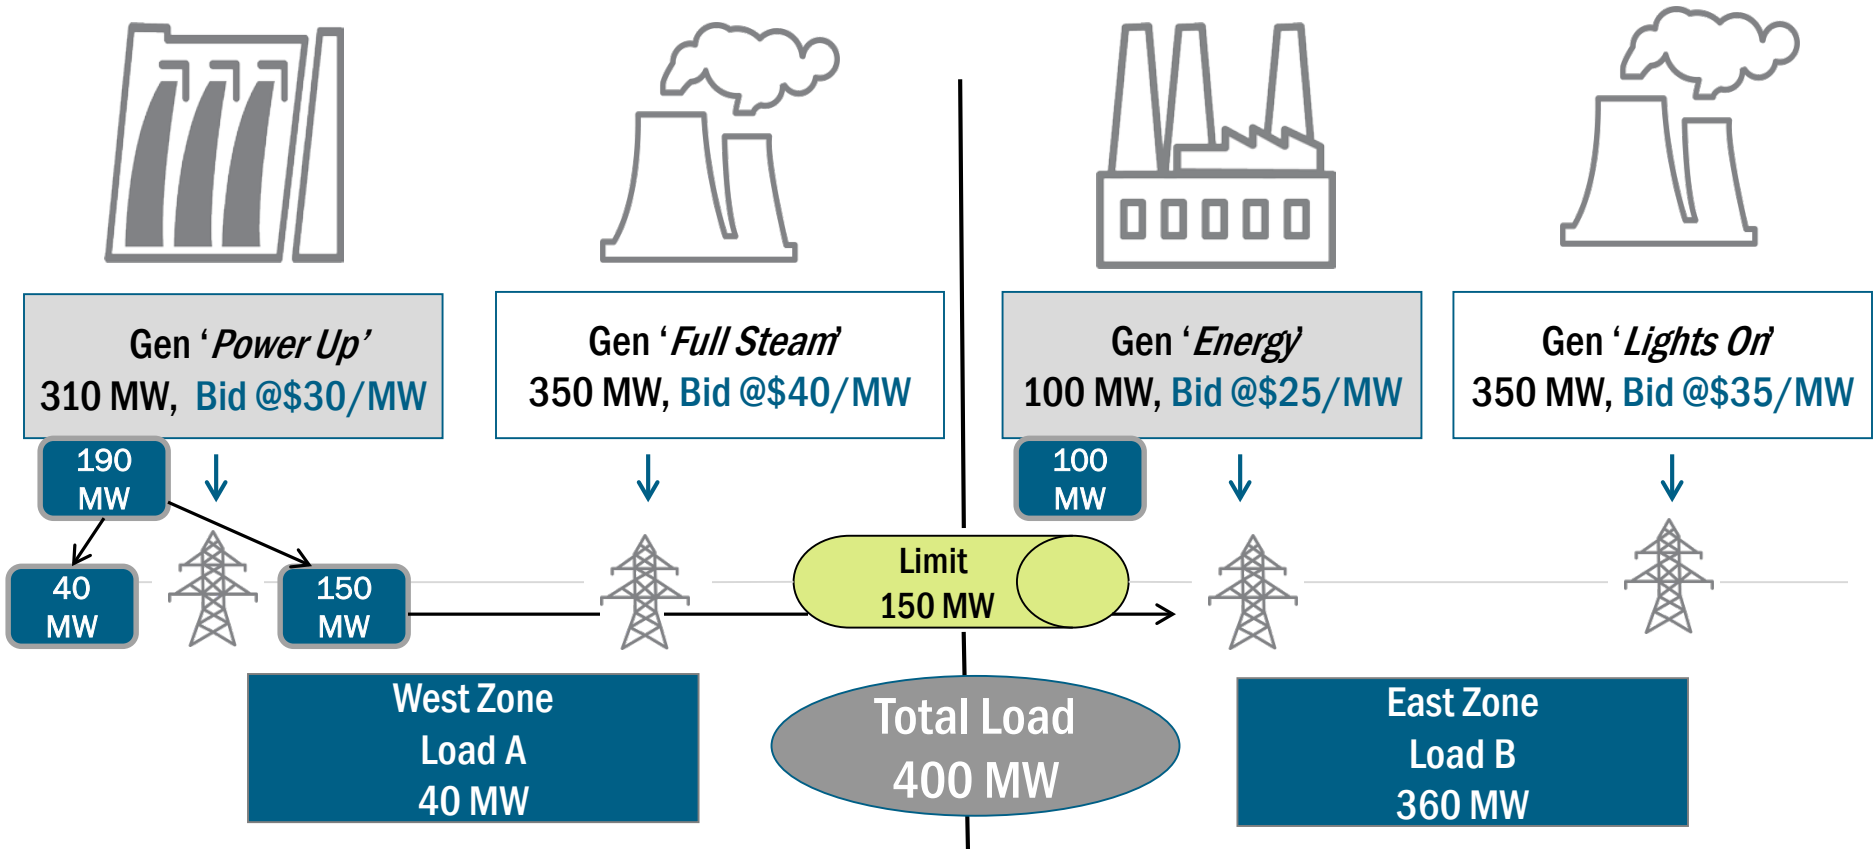 Gen ‘Power Up’
310 MW, Bid @$30/MW
Gen ‘Full Steam’
350 MW, Bid @$40/MW
Gen ‘Energy’
100 MW, Bid @$25/MW
Gen ‘Lights On’
350 MW, Bid @$35/MW
190
MW
100
MW
40
MW
150
MW
Limit
150 MW
West Zone
Load A
40 MW
Total Load
400 MW
East Zone
Load B
360 MW